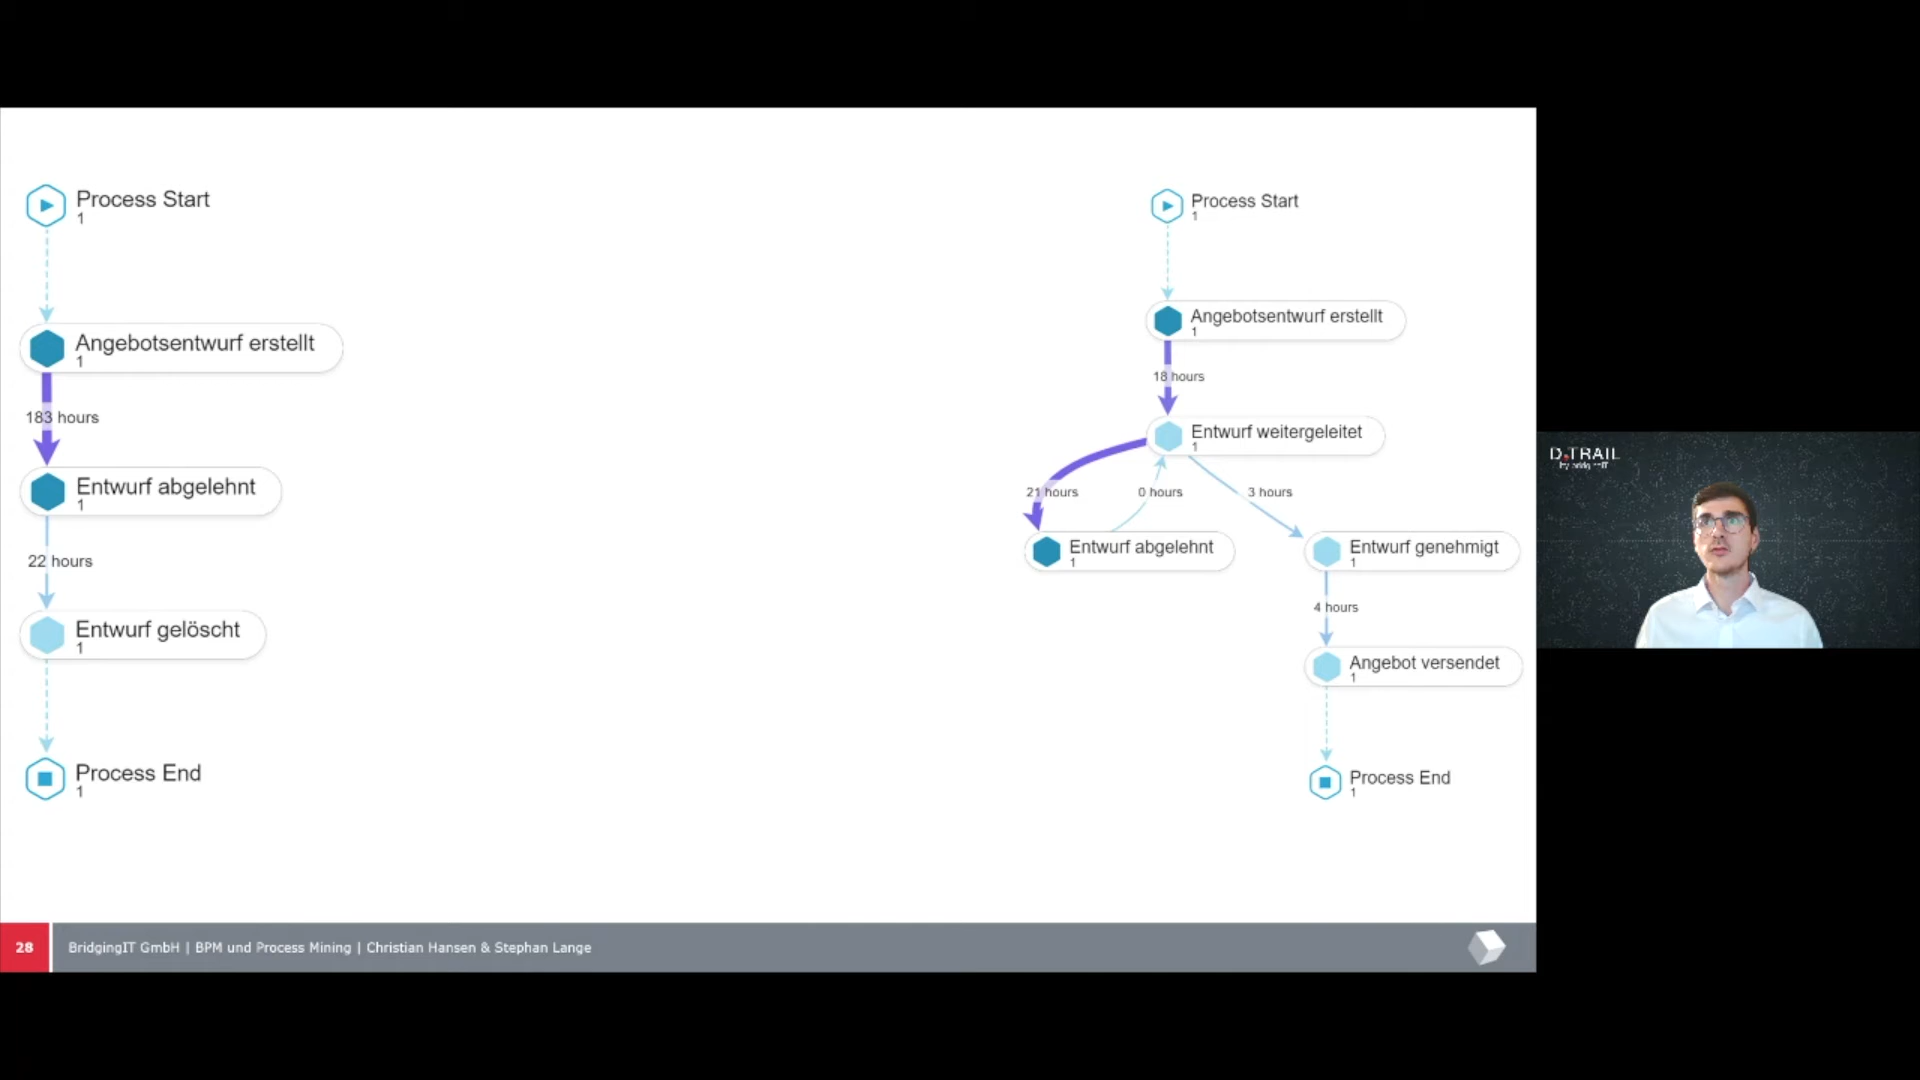 Process Start
1
Angebotsentwurf erstellt
1
183 hours
Entwurf abgelehnt
1
22 hours
Entwurf gelöscht
1
Process End
1
Process Start
1
Angebotsentwurf erstellt
1
18 hours
Entwurf weitergeleitet
1
21 hours
0 hours
3 hours
Entwurf abgelehnt
1
Entwurf genehmigt
1
4 hours
Angebot versendet
1
Process End
1
D.TRAIL
by bridgingIT
28
BridgingIT GmbH | BPM und Process Mining | Christian Hansen & Stephan Lange